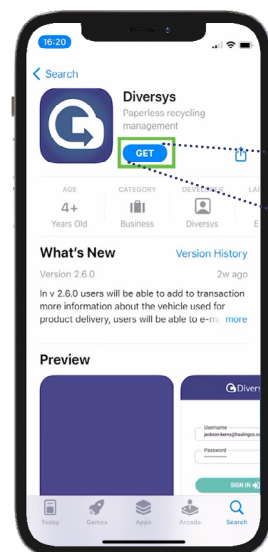 16:20
Search
Diversys
Paperless recycling
management
GET
AGE CATEGORY DEVELOPER
4+
Years Old Business Diversys
What's New Version History
Version 2.6.0 2w ago
In v 2.6.0 users will be able to add to transaction
more information about the vehicle used for
product delivery, users will be able to e-m more
Preview
Diver
Username
Password
SIGN IN
Today Games Apps Arcade Search